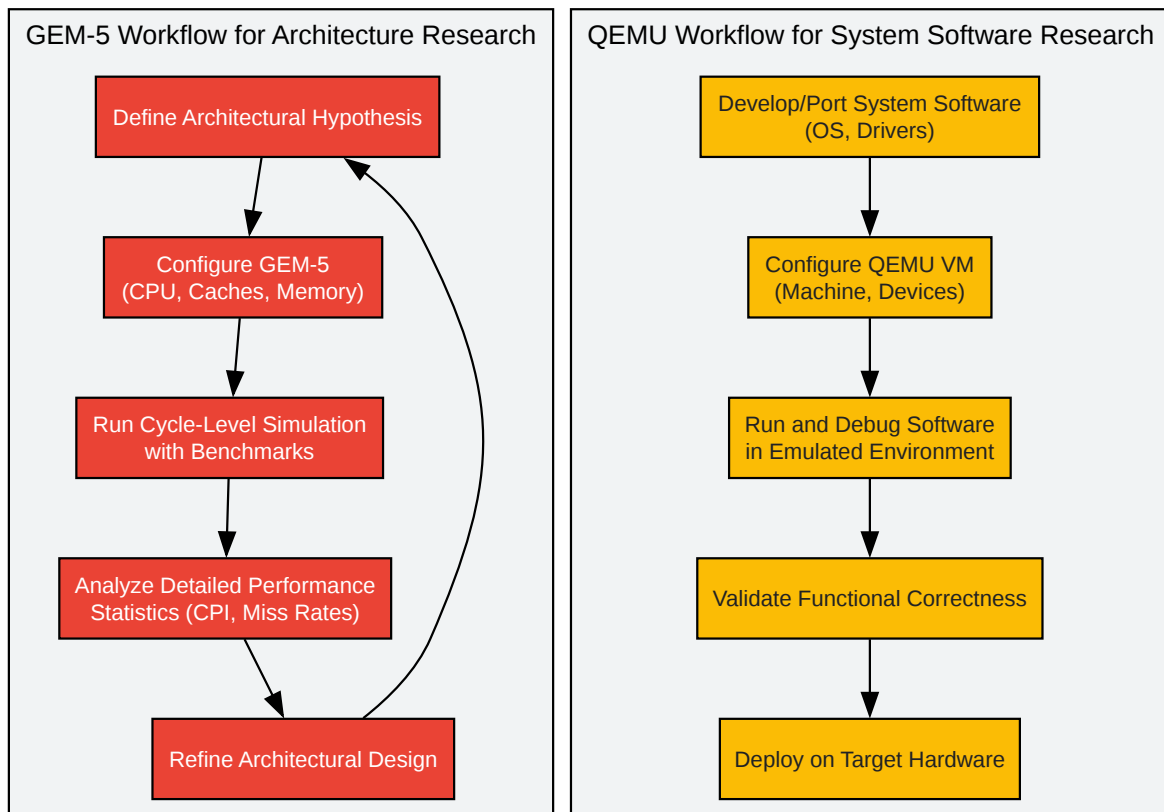 GEM-5 Workflow for Architecture Research
Define Architectural Hypothesis
Configure GEM-5
(CPU, Caches, Memory)
Run Cycle-Level Simulation
with Benchmarks
Analyze Detailed Performance
Statistics (CPI, Miss Rates)
Refine Architectural Design
QEMU Workflow for System Software Research
Develop/Port System Software
(OS, Drivers)
Configure QEMU VM
(Machine, Devices)
Run and Debug Software
in Emulated Environment
Validate Functional Correctness
Deploy on Target Hardware